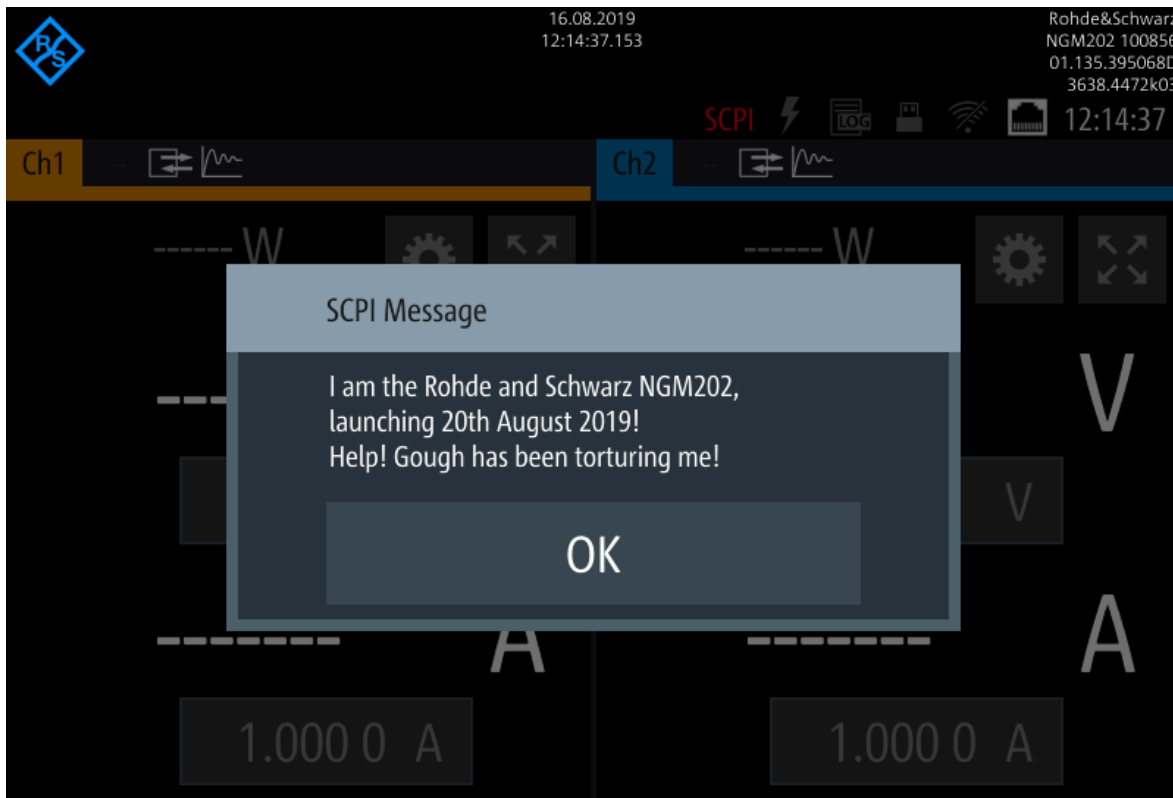 R&S
16.08.2019
12:14:37.153
Rohde&Schwarz
NGM202 100856
01.135.395068D
3638.4472k03
SCPI LOG 12:14:37
Ch1 –
Ch2 –
------ W
------ W
SCPI Message
I am the Rohde and Schwarz NGM202,
launching 20th August 2019!
Help! Gough has been torturing me!
V
V
OK
------- A
------- A
1.000 0 A
1.000 0 A